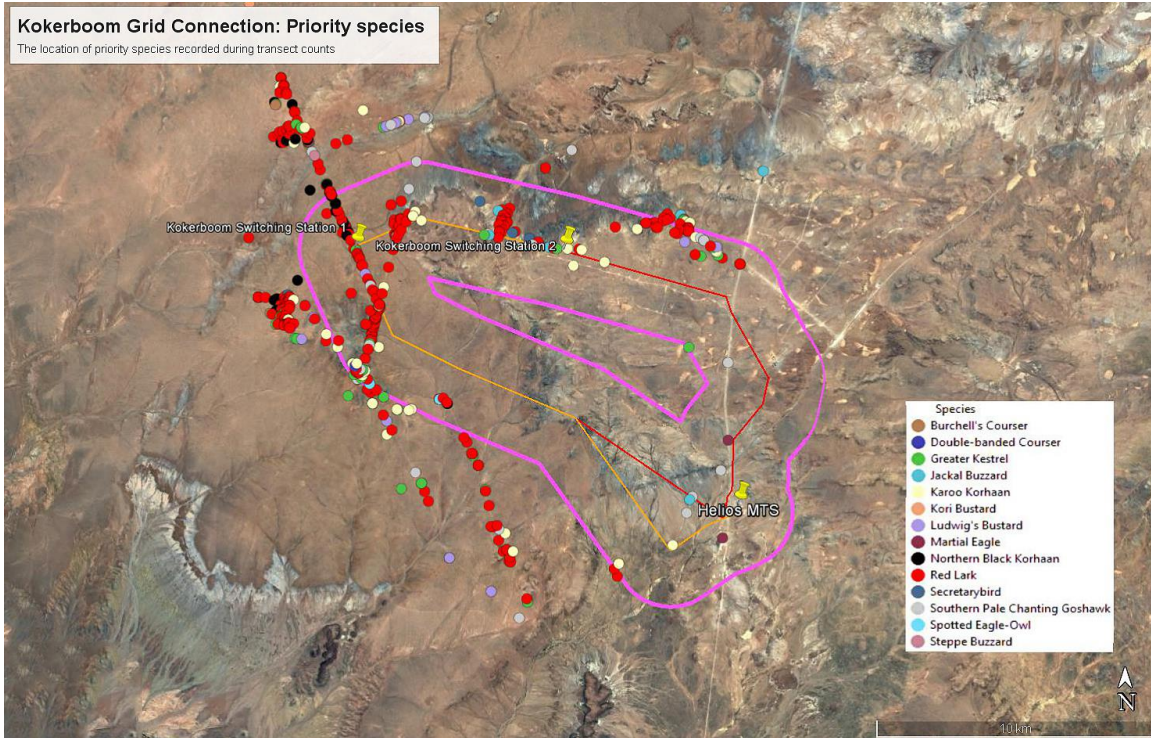 Kokerboom Grid Connection: Priority species
The location of priority species recorded during transect counts
Kokerboom Switching Station 1
Kokerboom Switching Station 2
Helios MTS
Species
Burchell's Courser
Double-banded Courser
Greater Kestrel
Jackal Buzzard
Karoo Korhaan
Kori Bustard
Ludwig's Bustard
Martial Eagle
Northern Black Korhaan
Red Lark
Secretarybird
Southern Pale Chanting Goshawk
Spotted Eagle-Owl
Steppe Buzzard
N
10 km